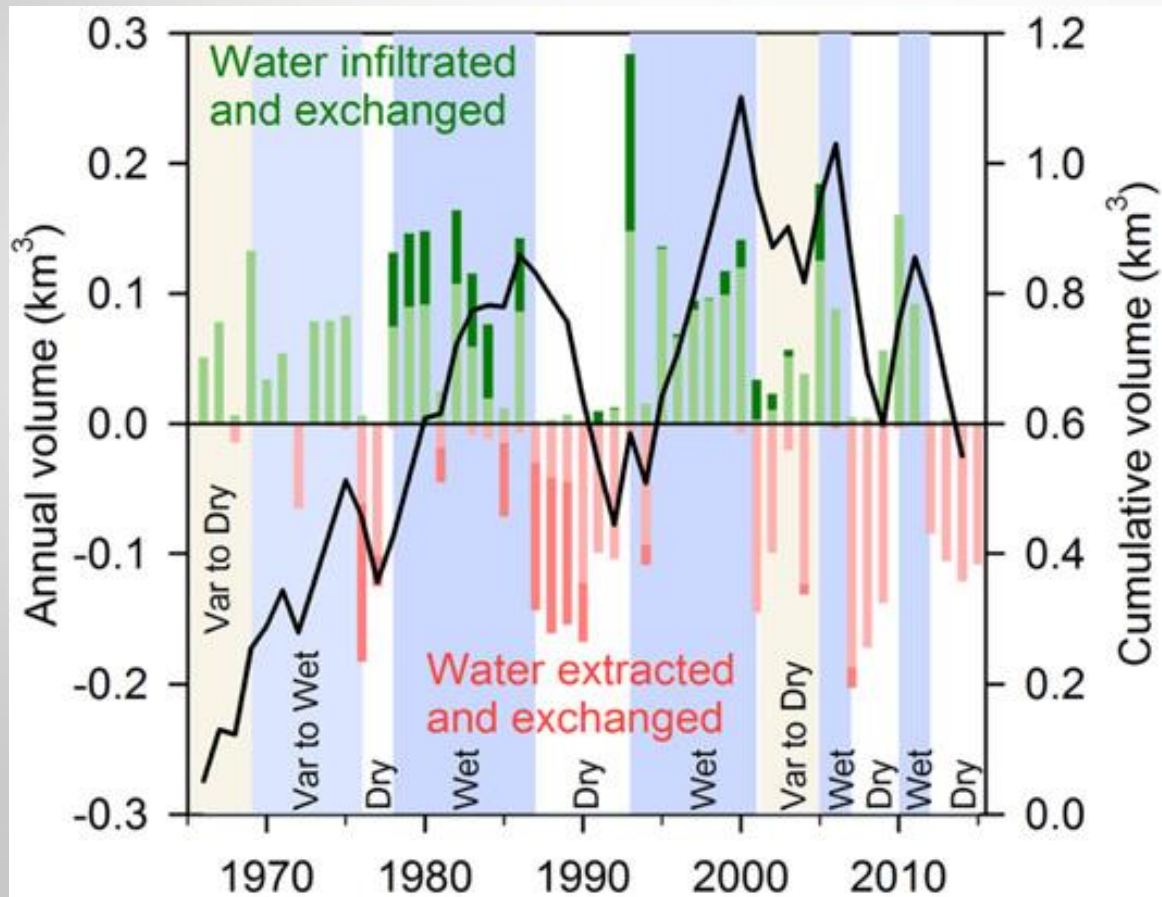 0.3
0.2
0.1
0.0
-0.1
-0.2
-0.3
Annual volume (km³)
Water infiltrated
and exchanged
Water extracted
and exchanged
Var to Dry
Var to Wet
Dry
Wet
Dry
Wet
Var to Dry
Wet
Dry
Wet
Dry
1.2
1.0
0.8
0.6
0.4
0.2
0.0
Cumulative volume (km³)
1970 1980 1990 2000 2010